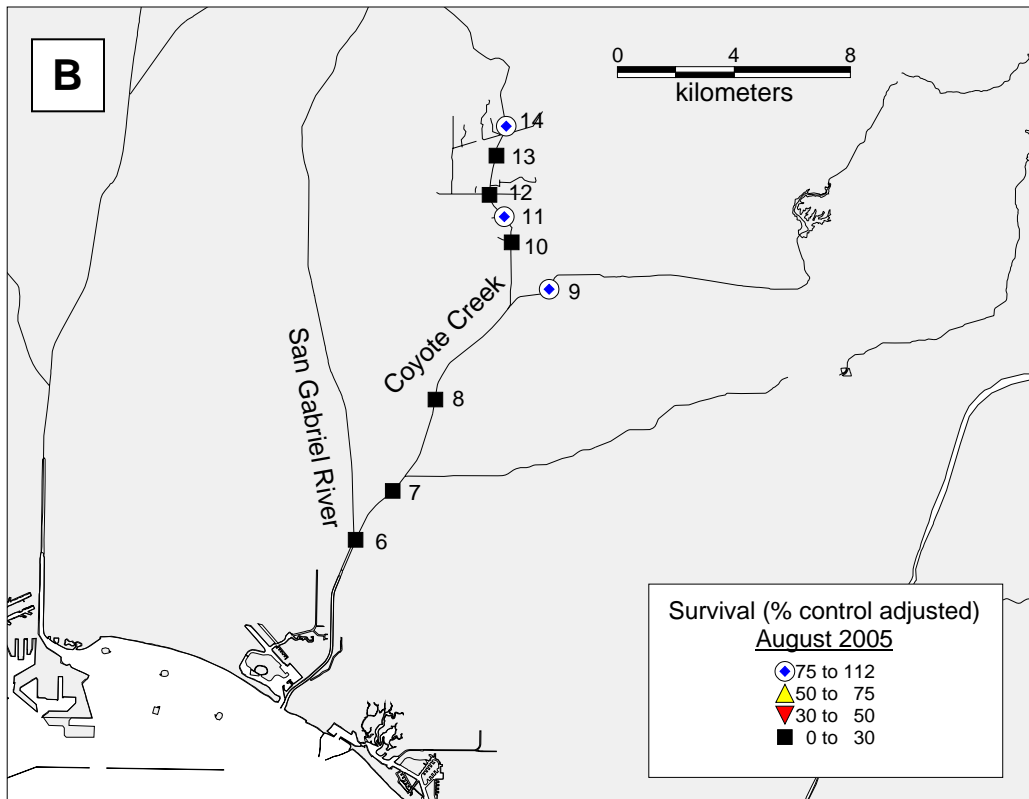 B
0 4 8
kilometers
14
13
12
11
10
9
Coyote Creek
San Gabriel River
8
7
6
Survival (% control adjusted)
August 2005
75 to 112
50 to 75
30 to 50
0 to 30